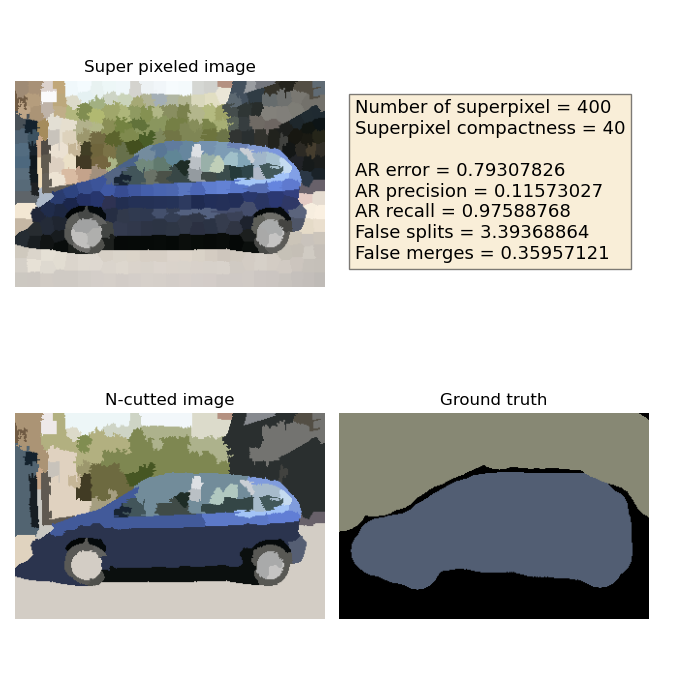 Super pixeled image
Number of superpixel = 400
Superpixel compactness = 40
AR error = 0.79307826
AR precision = 0.11573027
AR recall = 0.97588768
False splits = 3.39368864
False merges = 0.35957121
N-cutted image
Ground truth